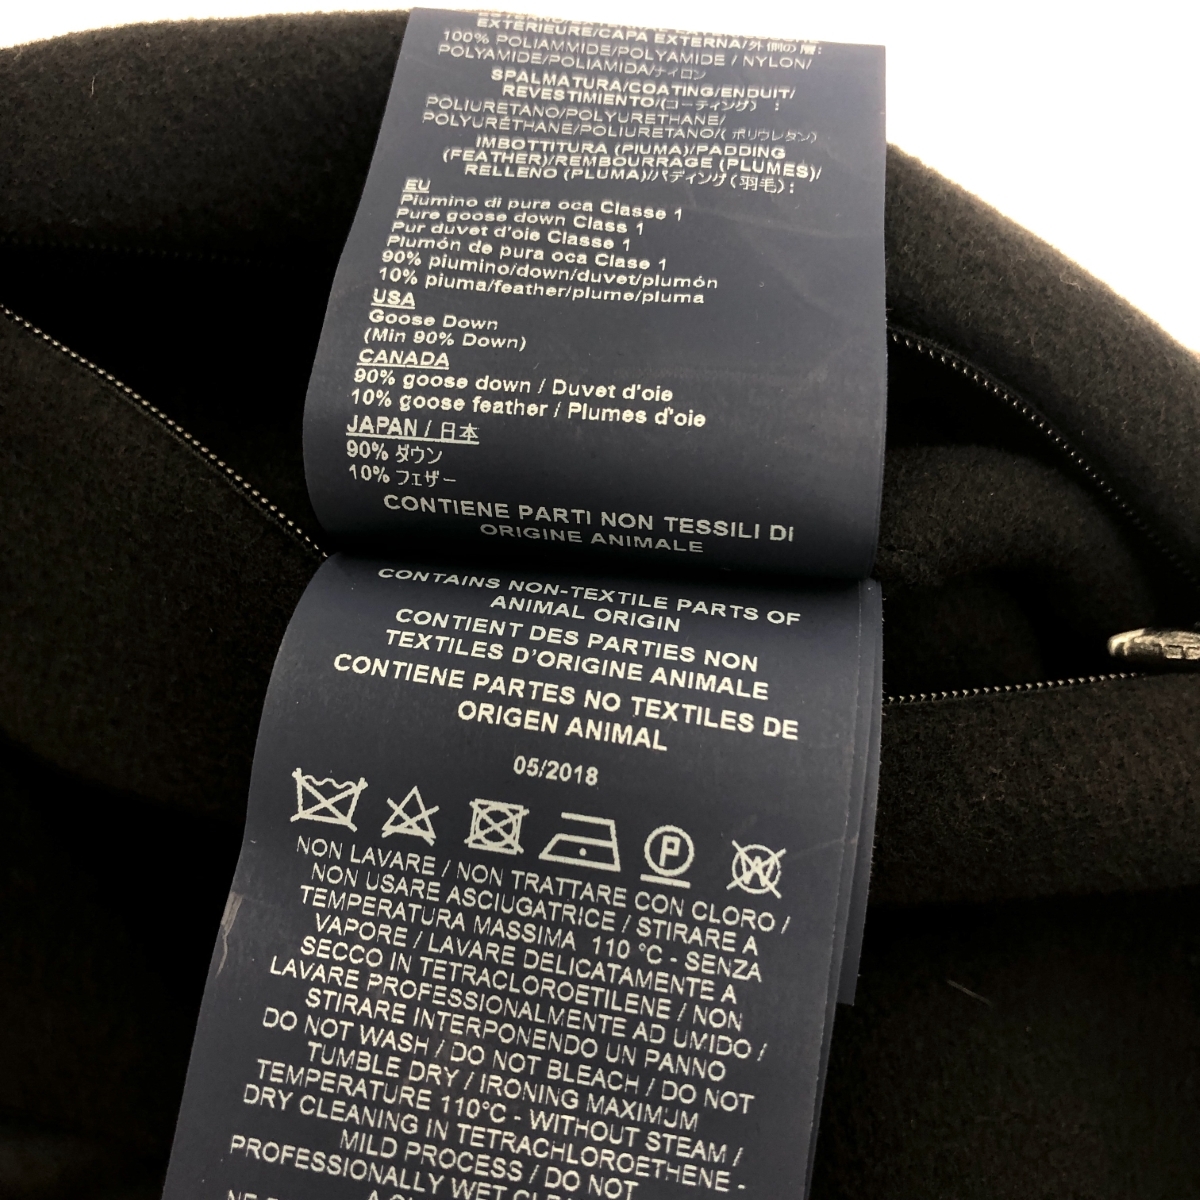 EXTÉRIEURE/CAPA EXTERNA/外側の層:
100% POLIAMMIDE/POLYAMIDE / NYLON/
POLYAMIDE/POLIAMIDA/ナイロン
SPALMATURA/COATING/ENDUIT/
REVESTIMIENTO/(コーティング) :
POLIURETANO/POLYURETHANE/
POLYURÉTHANE/POLIURETANO/( ポリウレタン)
IMBOTTITURA (PIUMA)/PADDING
(FEATHER)/REMBOURRAGE (PLUMES)/
RELLENO (PLUMA)/パディング(羽毛):
EU
Piumino di pura oca Classe 1
Pure goose down Class 1
Pur duvet d'oie Classe 1
Plumón de pura oca Clase 1
90% piumino/down/duvet/plumón
10% piuma/feather/plume/pluma
USA
Goose Down
(Min 90% Down)
CANADA
90% goose down / Duvet d'oie
10% goose feather / Plumes d'oie
JAPAN / 日本
90% ダウン
10% フェザー
CONTIENE PARTI NON TESSILI Di
ORIGINE ANIMALE
CONTAINS NON-TEXTILE PARTS OF
ANIMAL ORIGIN
CONTIENT DES PARTIES NON
TEXTILES D'ORIGINE ANIMALE
CONTIENE PARTES NO TEXTILES DE
ORIGEN ANIMAL
05/2018
P W
NON LAVARE / NON TRATTARE CON CLORO /
NON USARE ASCIUGATRICE / STIRARE A
TEMPERATURA MASSIMA 110 °C - SENZA
VAPORE / LAVARE DELICATAMENTE A
SECCO IN TETRACLOROETILENE / NON
LAVARE PROFESSIONALMENTE AD UMIDO /
STIRARE INTERPONENDO UN PANNO
DO NOT WASH / DO NOT BLEACH / DO NOT
TUMBLE DRY / IRONING MAXIMUM
TEMPERATURE 110°C - WITHOUT STEAM /
DRY CLEANING IN TETRACHLOROETHENE -
MILD PROCESS / DO NOT
PROFESSIONALLY WET CLEAN